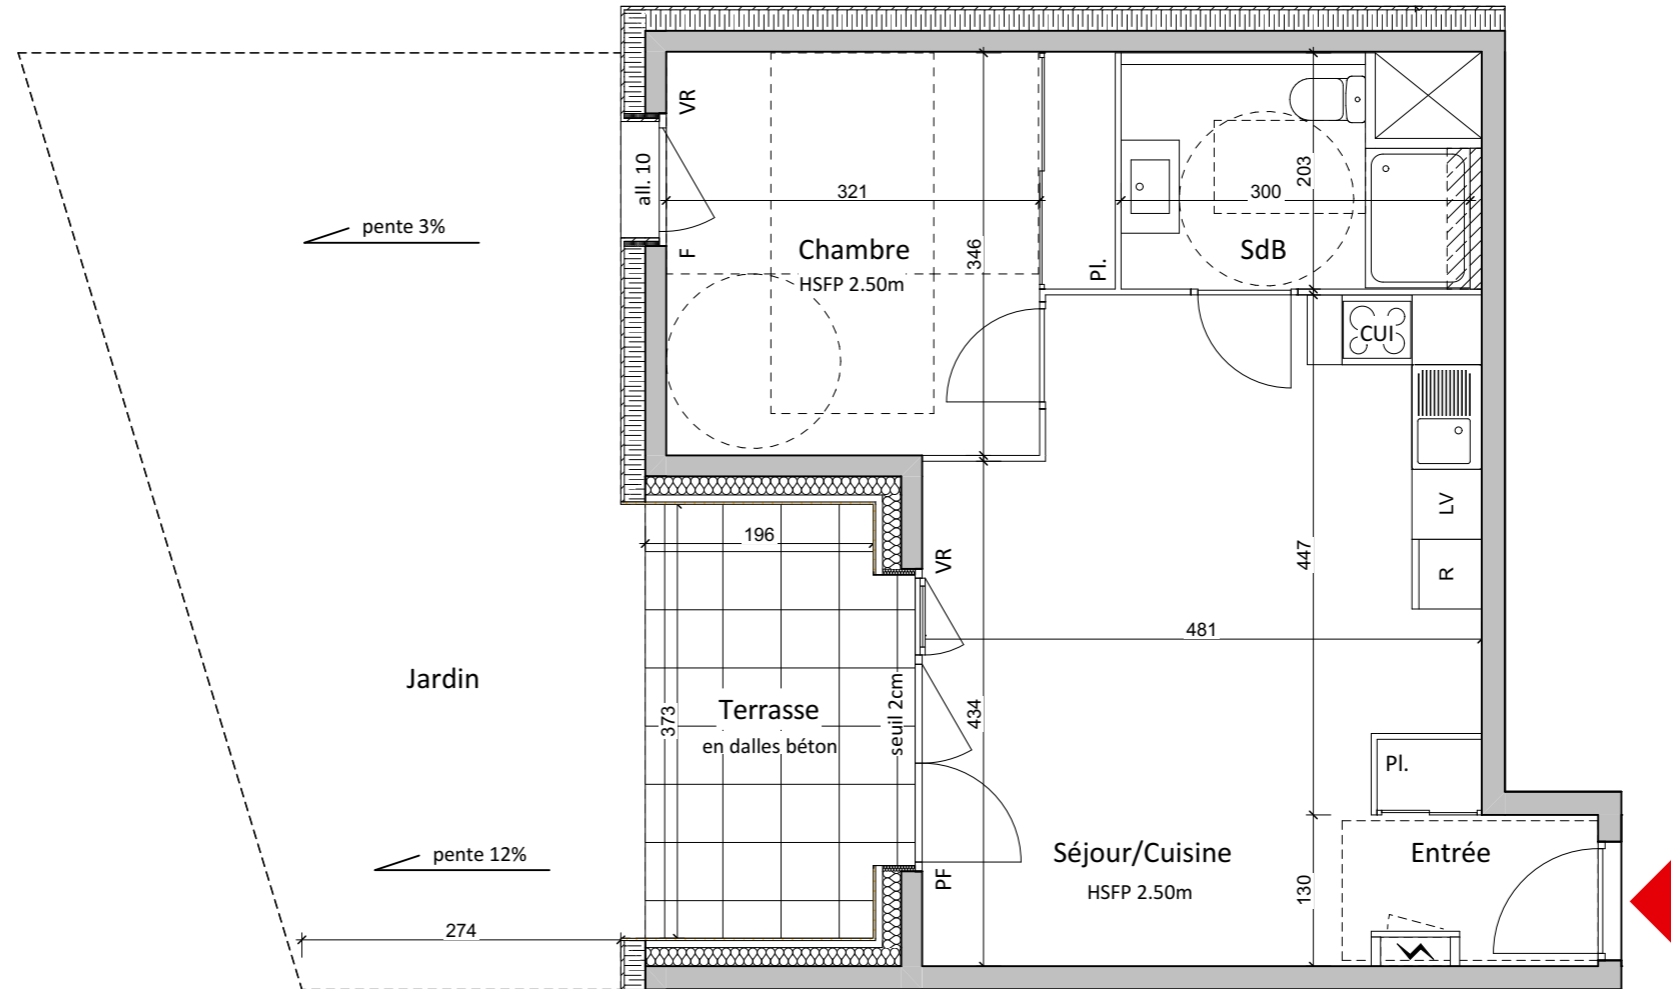 VR
all. 10
F
321
Chambre
HSFP 2.50m
346
Pl.
203
300
SdB
pente 3%
CUI
LV
R
447
481
196
VR
Jardin
373
Terrasse
en dalles béton
seuil 2cm
434
Pl.
pente 12%
PF
Séjour/Cuisine
HSFP 2.50m
Entrée
130
274